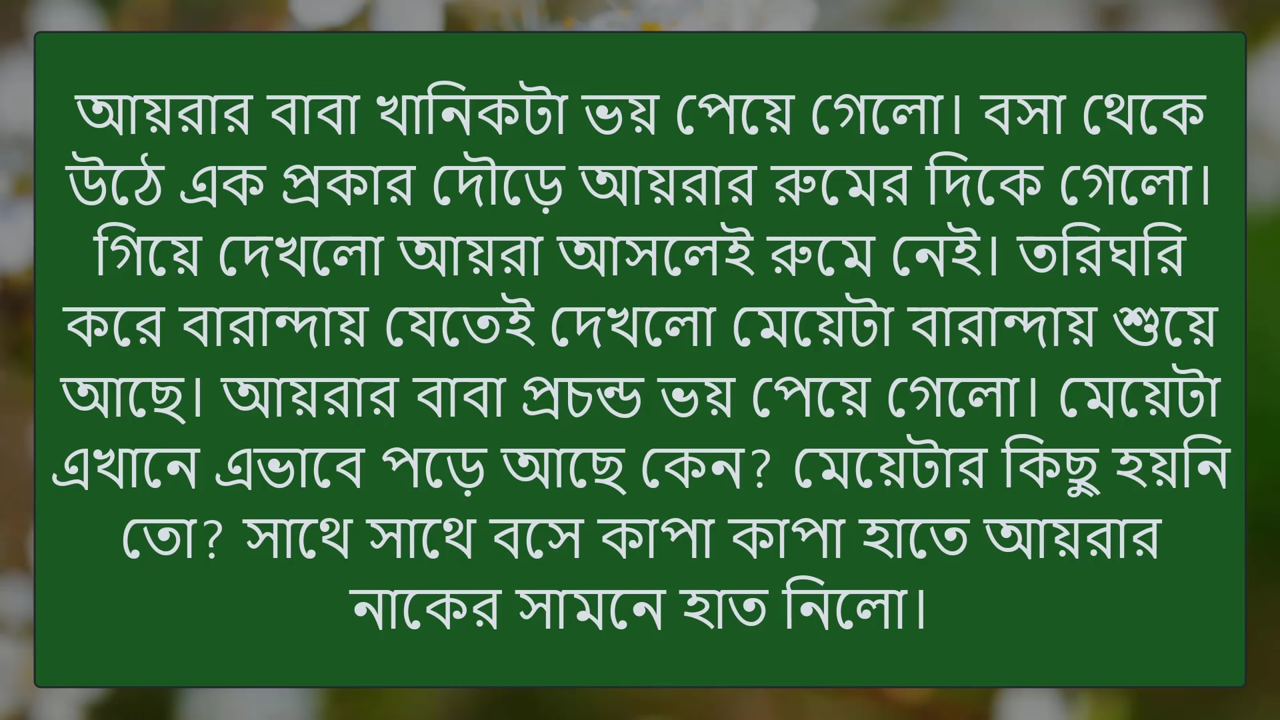 আয়রার বাবা খানিকটা ভয় পেয়ে গেলো। বসা থেকে
উঠে এক প্রকার দৌড়ে আয়রার রুমের দিকে গেলো।
গিয়ে দেখলো আয়রা আসলেই রুমে নেই। তরিঘরি
করে বারান্দায় যেতেই দেখলো মেয়েটা বারান্দায় শুয়ে
আছে। আয়রার বাবা প্রচন্ড ভয় পেয়ে গেলো। মেয়েটা
এখানে এভাবে পড়ে আছে কেন? মেয়েটার কিছু হয়নি
তো? সাথে সাথে বসে কাপা কাপা হাতে আয়রার
নাকের সামনে হাত নিলো।